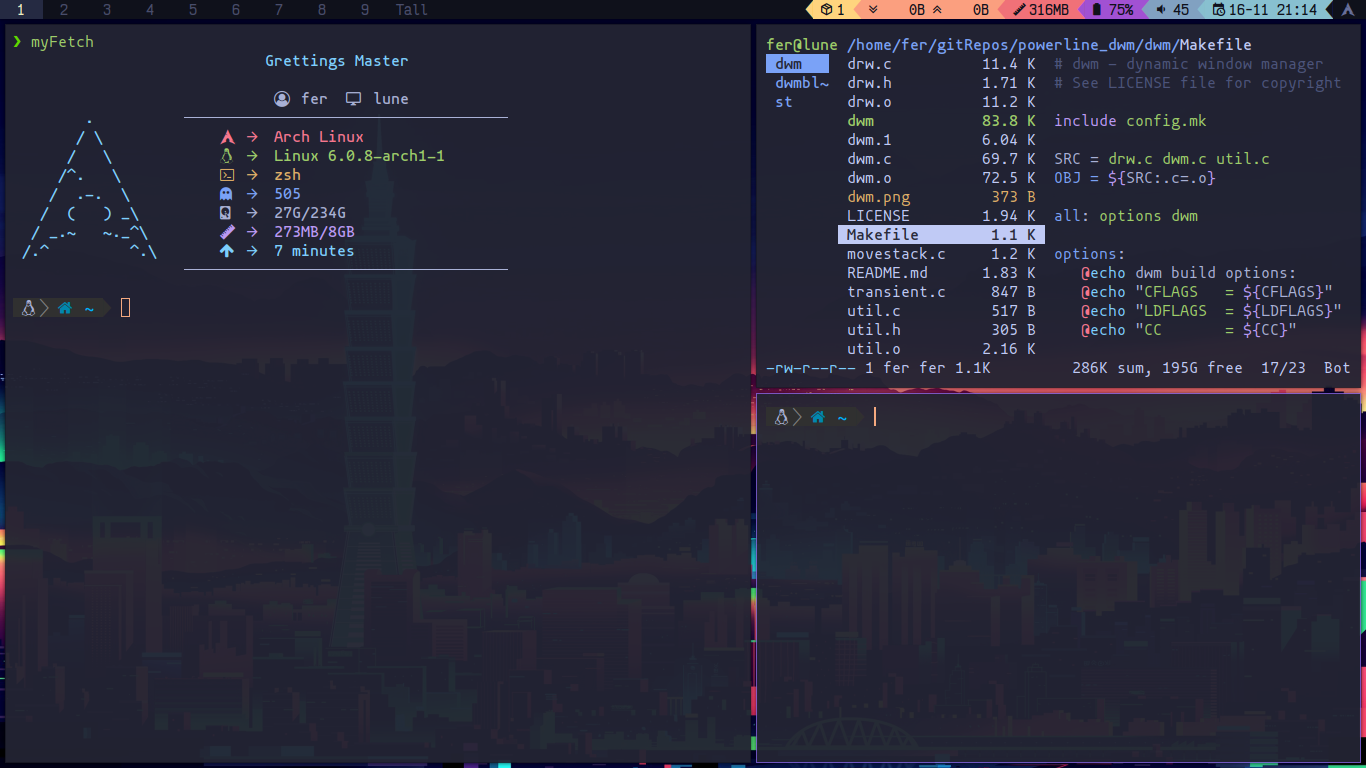 1 2 3 4 5 6 7 8 9 Tall 1 0B 0B 316MB 75% 45 16-11 21:14
❯ myFetch
Grettings Master
fer lune
Arch Linux
Linux 6.0.8-arch1-1
zsh
505
27G/234G
273MB/8GB
7 minutes
~
fer@lune /home/fer/gitRepos/powerline_dwm/dwm/Makefile
dwm drw.c 11.4 K # dwm - dynamic window manager
dwmbl~ drw.h 1.71 K # See LICENSE file for copyright
st drw.o 11.2 K
dwm 83.8 K include config.mk
dwm.1 6.04 K
dwm.c 69.7 K SRC = drw.c dwm.c util.c
dwm.o 72.5 K OBJ = ${SRC:.c=.o}
dwm.png 373 B
LICENSE 1.94 K all: options dwm
Makefile 1.1 K
movestack.c 1.2 K options:
README.md 1.83 K @echo dwm build options:
transient.c 847 B @echo "CFLAGS = ${CFLAGS}"
util.c 517 B @echo "LDFLAGS = ${LDFLAGS}"
util.h 305 B @echo "CC = ${CC}"
util.o 2.16 K
-rw-r--r-- 1 fer fer 1.1K 286K sum, 195G free 17/23 Bot
~